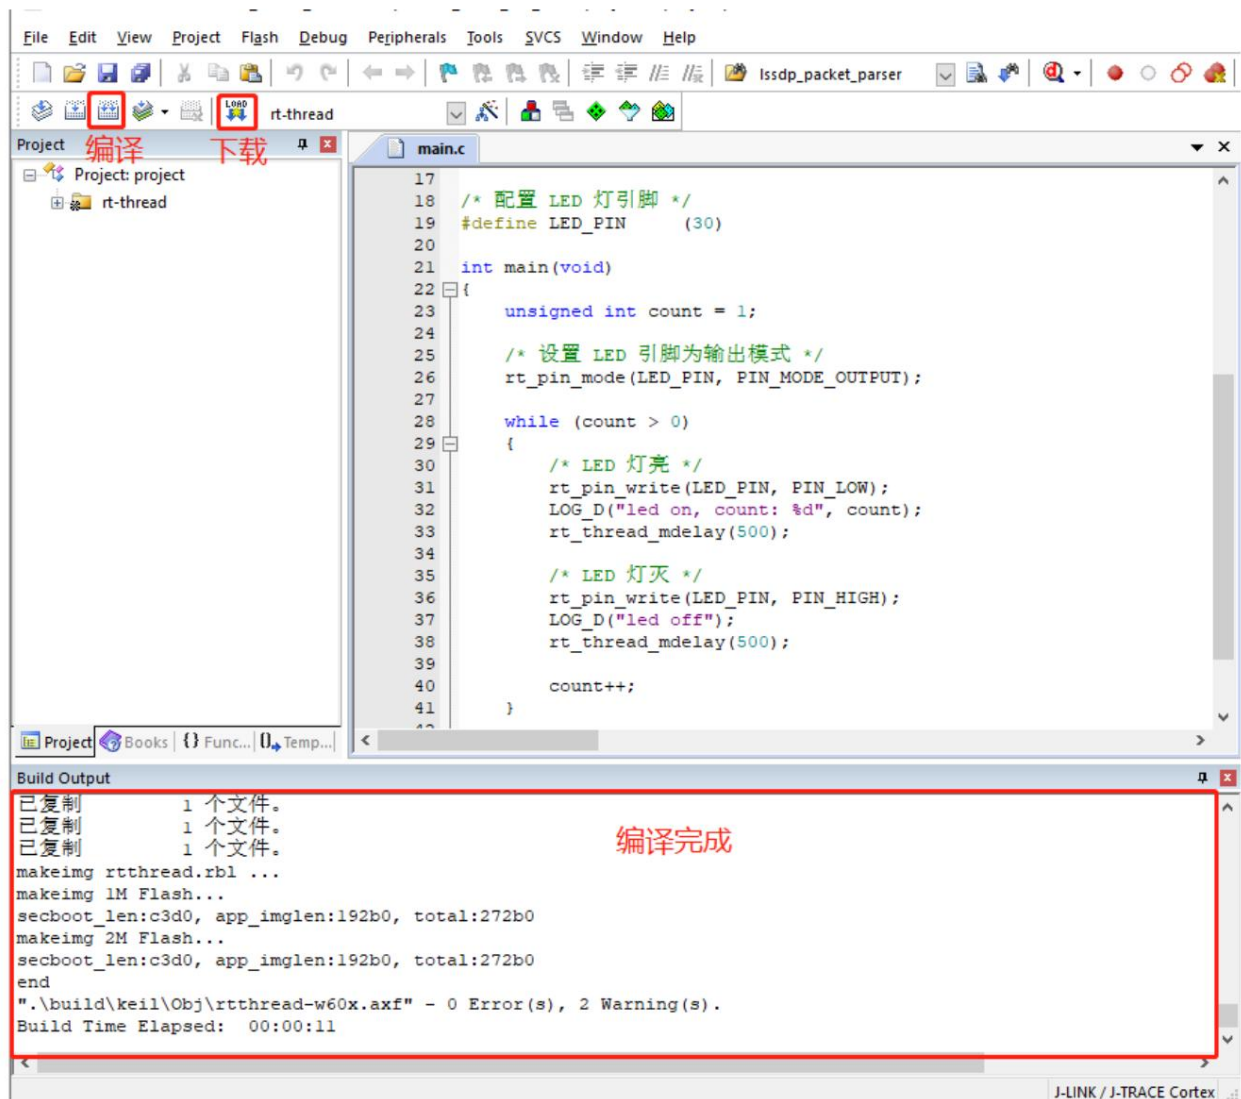 File Edit View Project Flash Debug Peripherals Tools SVCS Window Help
lssdp_packet_parser
LOAD rt-thread
Project 编译 下载
main.c
Project: project
rt-thread
17
18 /* 配置 LED 灯引脚 */
19 #define LED_PIN (30)
20
21 int main(void)
22 {
23 unsigned int count = 1;
24
25 /* 设置 LED 引脚为输出模式 */
26 rt_pin_mode(LED_PIN, PIN_MODE_OUTPUT);
27
28 while (count > 0)
29 {
30 /* LED 灯亮 */
31 rt_pin_write(LED_PIN, PIN_LOW);
32 LOG_D("led on, count: %d", count);
33 rt_thread_mdelay(500);
34
35 /* LED 灯灭 */
36 rt_pin_write(LED_PIN, PIN_HIGH);
37 LOG_D("led off");
38 rt_thread_mdelay(500);
39
40 count++;
41 }
Project Books {} Func... Temp...
Build Output
已复制 1 个文件。
已复制 1 个文件。
已复制 1 个文件。
编译完成
makeimg rtthread.rbl ...
makeimg 1M Flash...
secboot_len:c3d0, app_imglen:192b0, total:272b0
makeimg 2M Flash...
secboot_len:c3d0, app_imglen:192b0, total:272b0
end
".\build\keil\Obj\rtthread-w60x.axf" - 0 Error(s), 2 Warning(s).
Build Time Elapsed: 00:00:11
J-LINK / J-TRACE Cortex